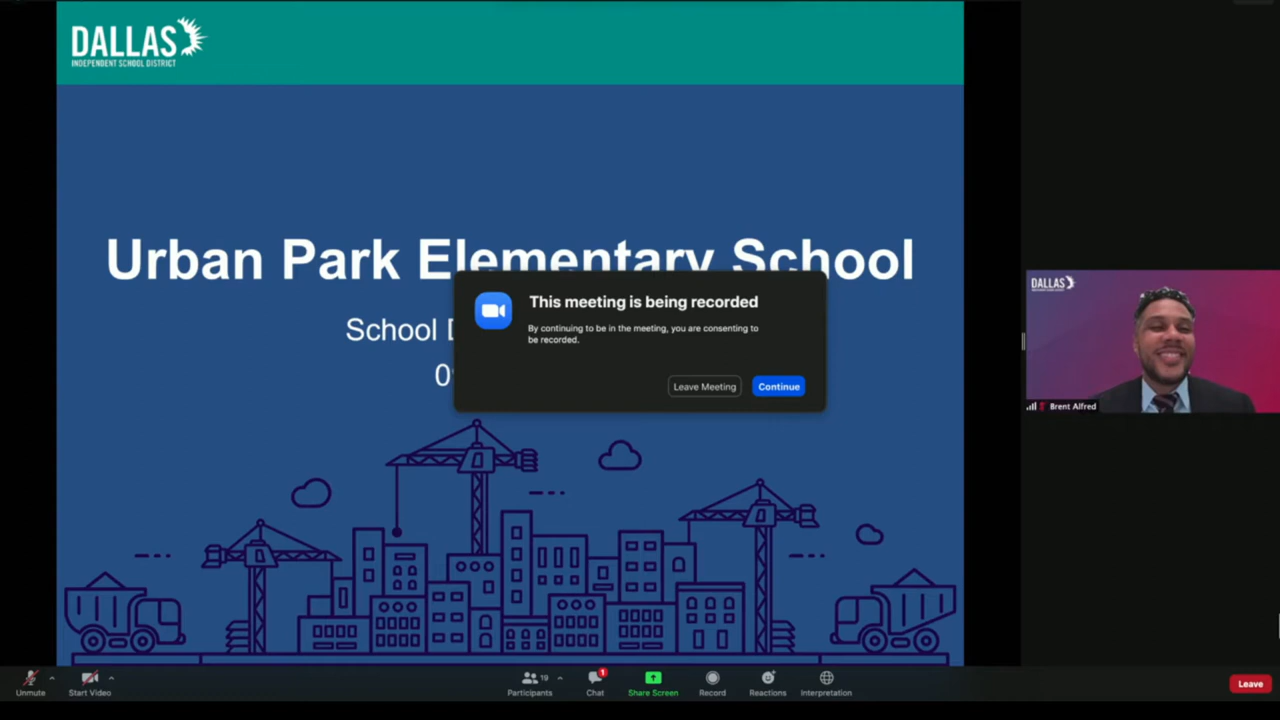 DALLAS
INDEPENDENT SCHOOL DISTRICT
Urban Park Elementary School
School
This meeting is being recorded
By continuing to be in the meeting, you are consenting to
be recorded.
Leave Meeting
Continue
DALLAS
Brent Alfred
Unmute
Start Video
19
Participants
1
Chat
Share Screen
Record
Reactions
Interpretation
Leave